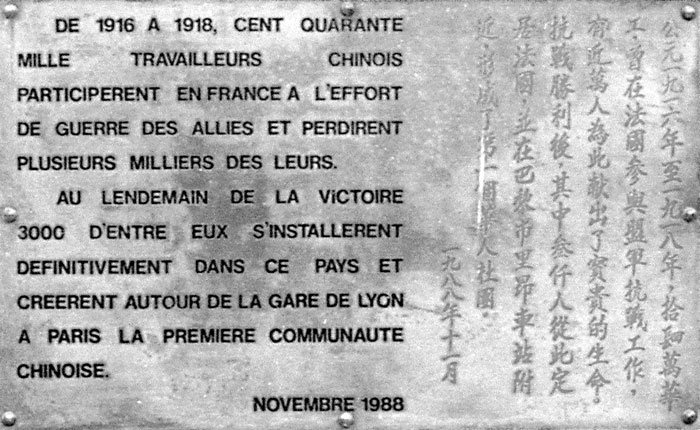 DE 1916 A 1918, CENT QUARANTE
MILLE TRAVAILLEURS CHINOIS
PARTICIPERENT EN FRANCE A L'EFFORT
DE GUERRE DES ALLIES ET PERDIRENT
PLUSIEURS MILLIERS DES LEURS.
AU LENDEMAIN DE LA ViCTOIRE
3000 D'ENTRE EUX S'INSTALLERENT
DEFINITIVEMENT DANS CE PAYS ET
CREERENT AUTOUR DE LA GARE DE LYON
A PARIS LA PREMIERE COMMUNAUTE
CHINOISE.
NOVEMBRE 1988
公元一九一六年至一九一八年,拾肆萬華
工曾在法國參與盟軍抗戰工作,
有近萬人為此獻出了寶貴的生命。
抗戰勝利後,其中叁仟人從此定
居法國,並在巴黎市里昂車站附
近,形成了第一個華人社團。
一九八八年十一月